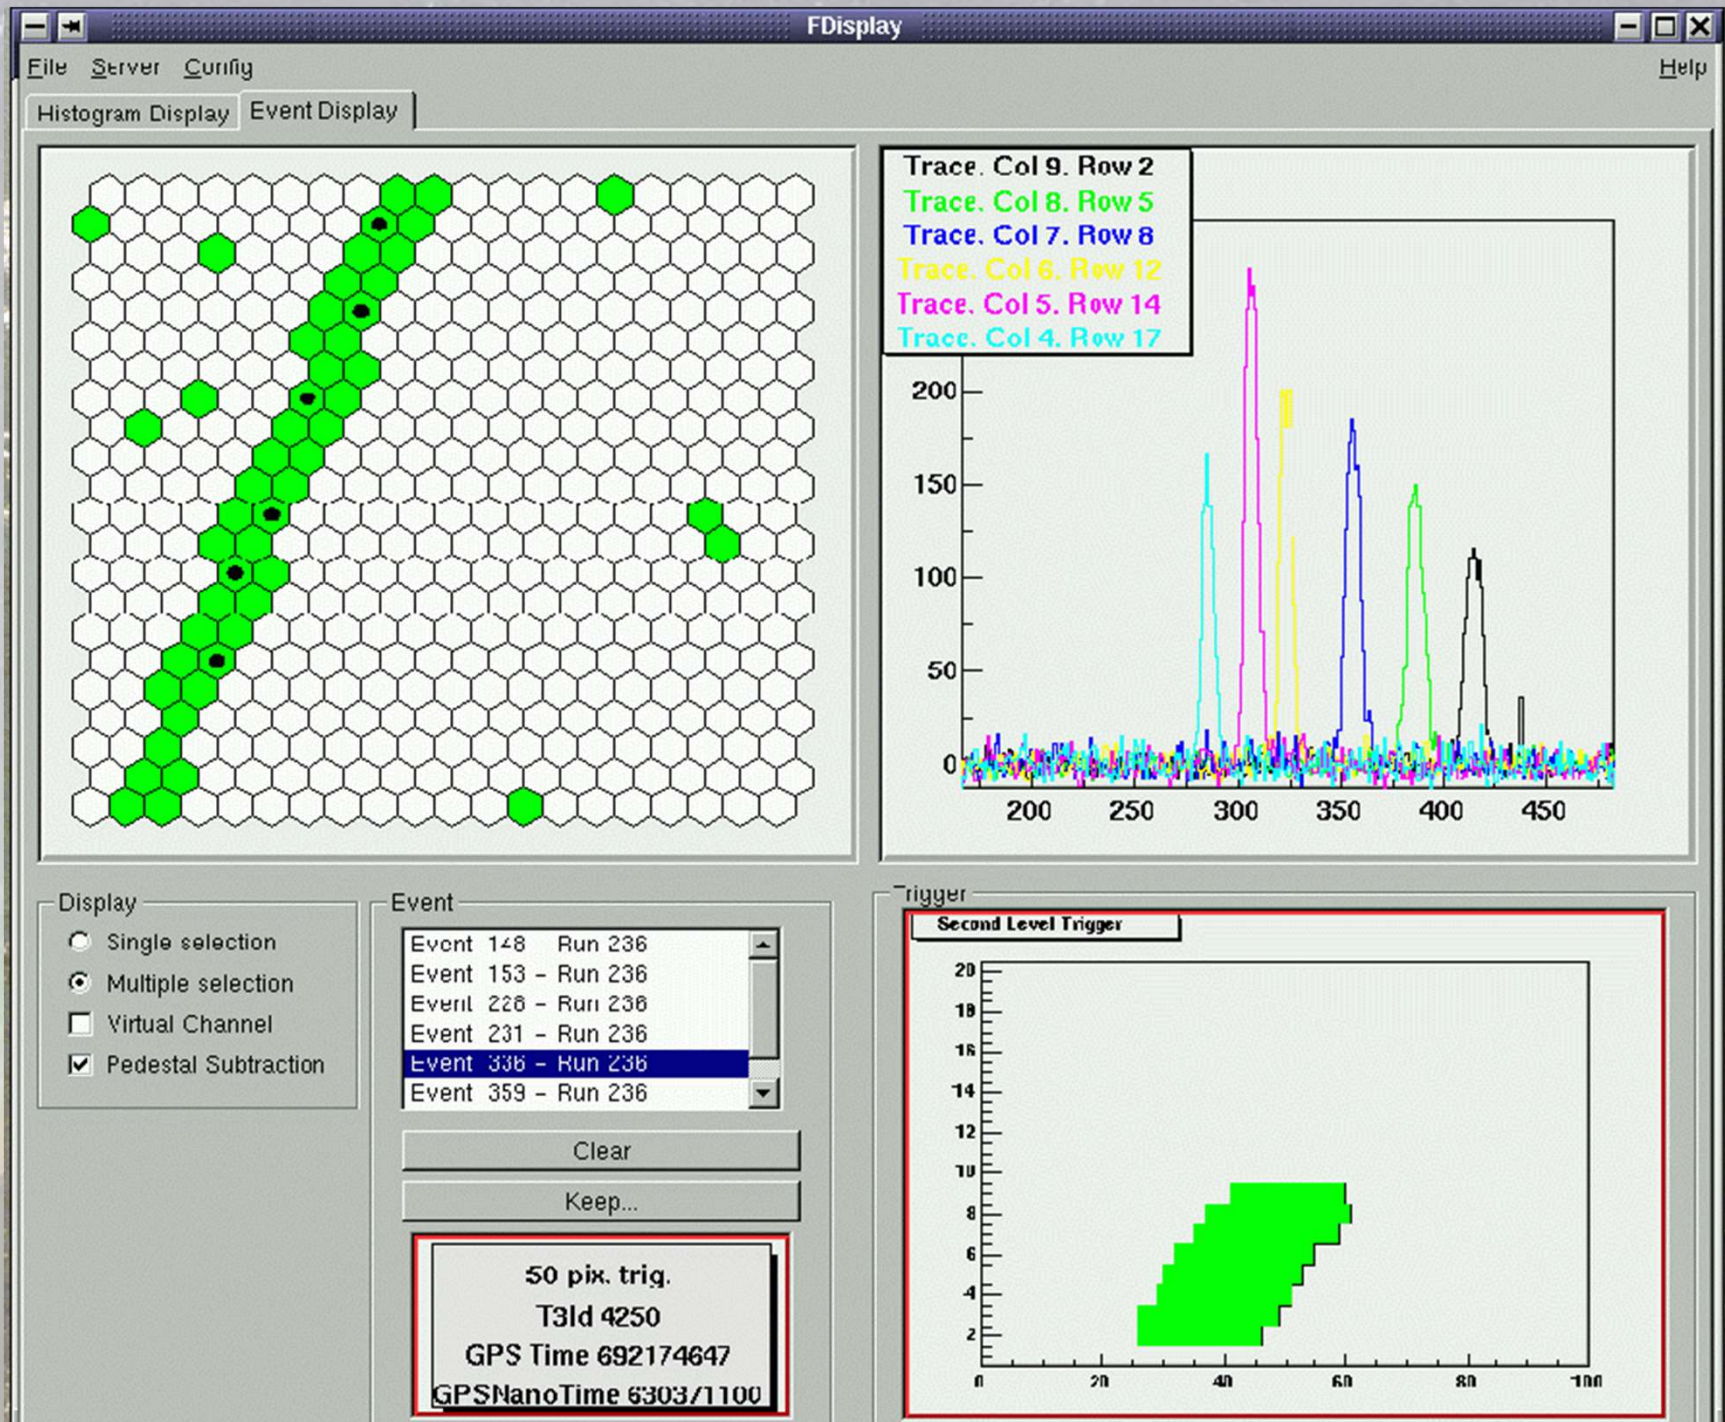 FDisplay
File Server Config Help
Histogram Display Event Display
Trace. Col 9. Row 2
Trace. Col 8. Row 5
Trace. Col 7. Row 8
Trace. Col 6. Row 12
Trace. Col 5. Row 14
Trace. Col 4. Row 17
200
150
100
50
0
200 250 300 350 400 450
Display
Single selection
Multiple selection
Virtual Channel
Pedestal Subtraction
Event
Event 148 Run 236
Event 153 - Run 236
Event 228 - Run 236
Event 231 - Run 236
Event 336 - Run 236
Event 359 - Run 236
Clear
Keep...
50 pix. trig.
T3Id 4250
GPS Time 692174647
GPSNanoTime
Trigger
Second Level Trigger
20
18
16
14
12
10
8
6
4
2
0 20 40 60 80 100